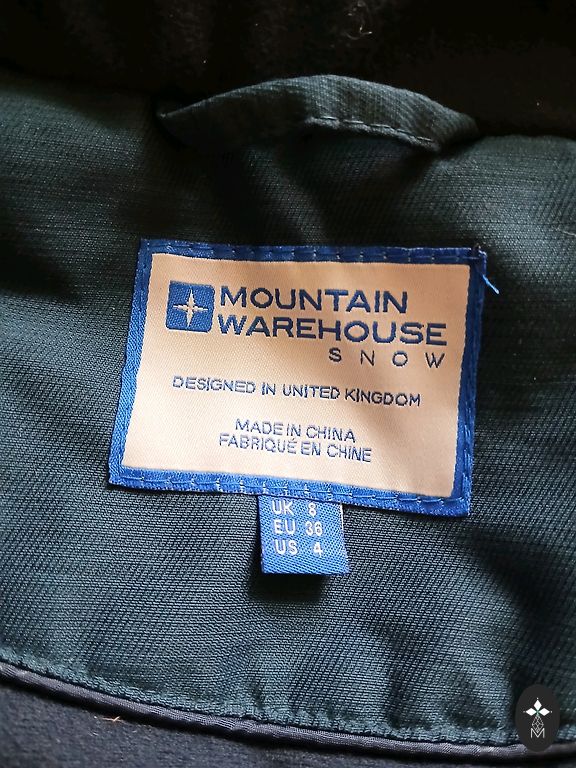 MOUNTAIN
WAREHOUSE
SNOW
DESIGNED IN UNITED KINGDOM
MADE IN CHINA
FABRIQUÉ EN CHINE
UK 8
EU 36
US 4
M